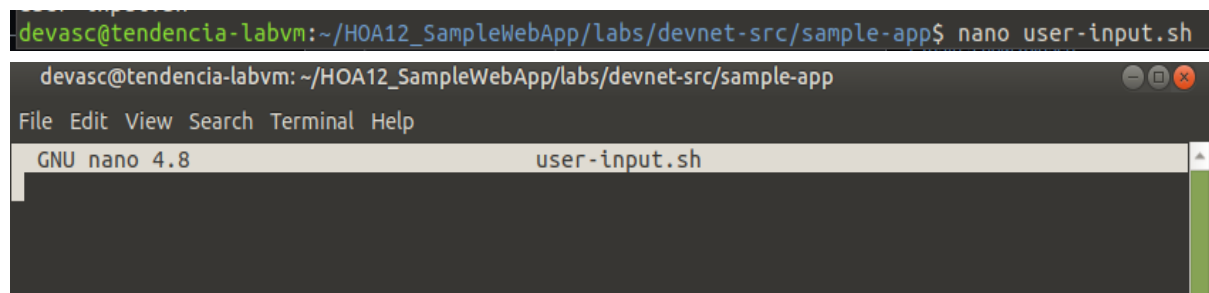 devasc@tendencia-labvm:~/HOA12_SampleWebApp/labs/devnet-src/sample-app$ nano user-input.sh
devasc@tendencia-labvm: ~/HOA12_SampleWebApp/labs/devnet-src/sample-app
File Edit View Search Terminal Help
GNU nano 4.8 user-input.sh